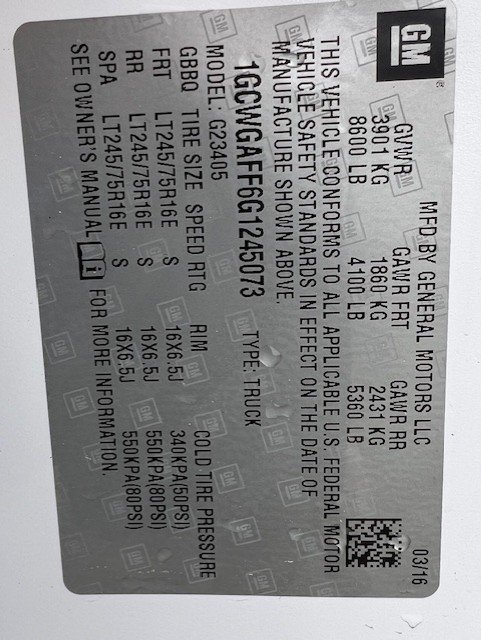 GM
MFD BY GENERAL MOTORS LLC 03/16
GVWR GAWR FRT GAWR RR
3901 KG 1860 KG 2431 KG
8600 LB 4100 LB 5360 LB
THIS VEHICLE CONFORMS TO ALL APPLICABLE U.S. FEDERAL MOTOR
VEHICLE SAFETY STANDARDS IN EFFECT ON THE DATE OF
MANUFACTURE SHOWN ABOVE.
1GCWGAFF6G1245073 TYPE: TRUCK
MODEL: G23405
GBBQ TIRE SIZE SPEED RTG RIM COLD TIRE PRESSURE
FRT LT245/75R16E S 16X6.5J 340KPA(50PSI)
RR LT245/75R16E S 16X6.5J 550KPA(80PSI)
SPA LT245/75R16E S 16X6.5J 550KPA(80PSI)
SEE OWNER'S MANUAL i FOR MORE INFORMATION.